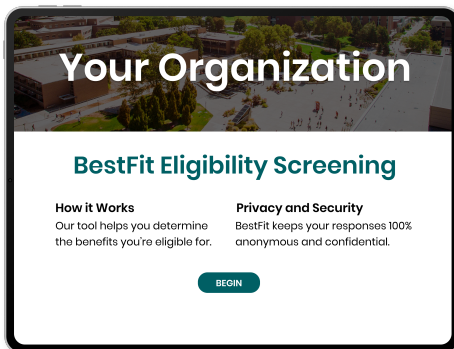 Your Organization
BestFit Eligibility Screening
How it Works
Our tool helps you determine
the benefits you're eligible for.
Privacy and Security
BestFit keeps your responses 100%
anonymous and confidential.
BEGIN